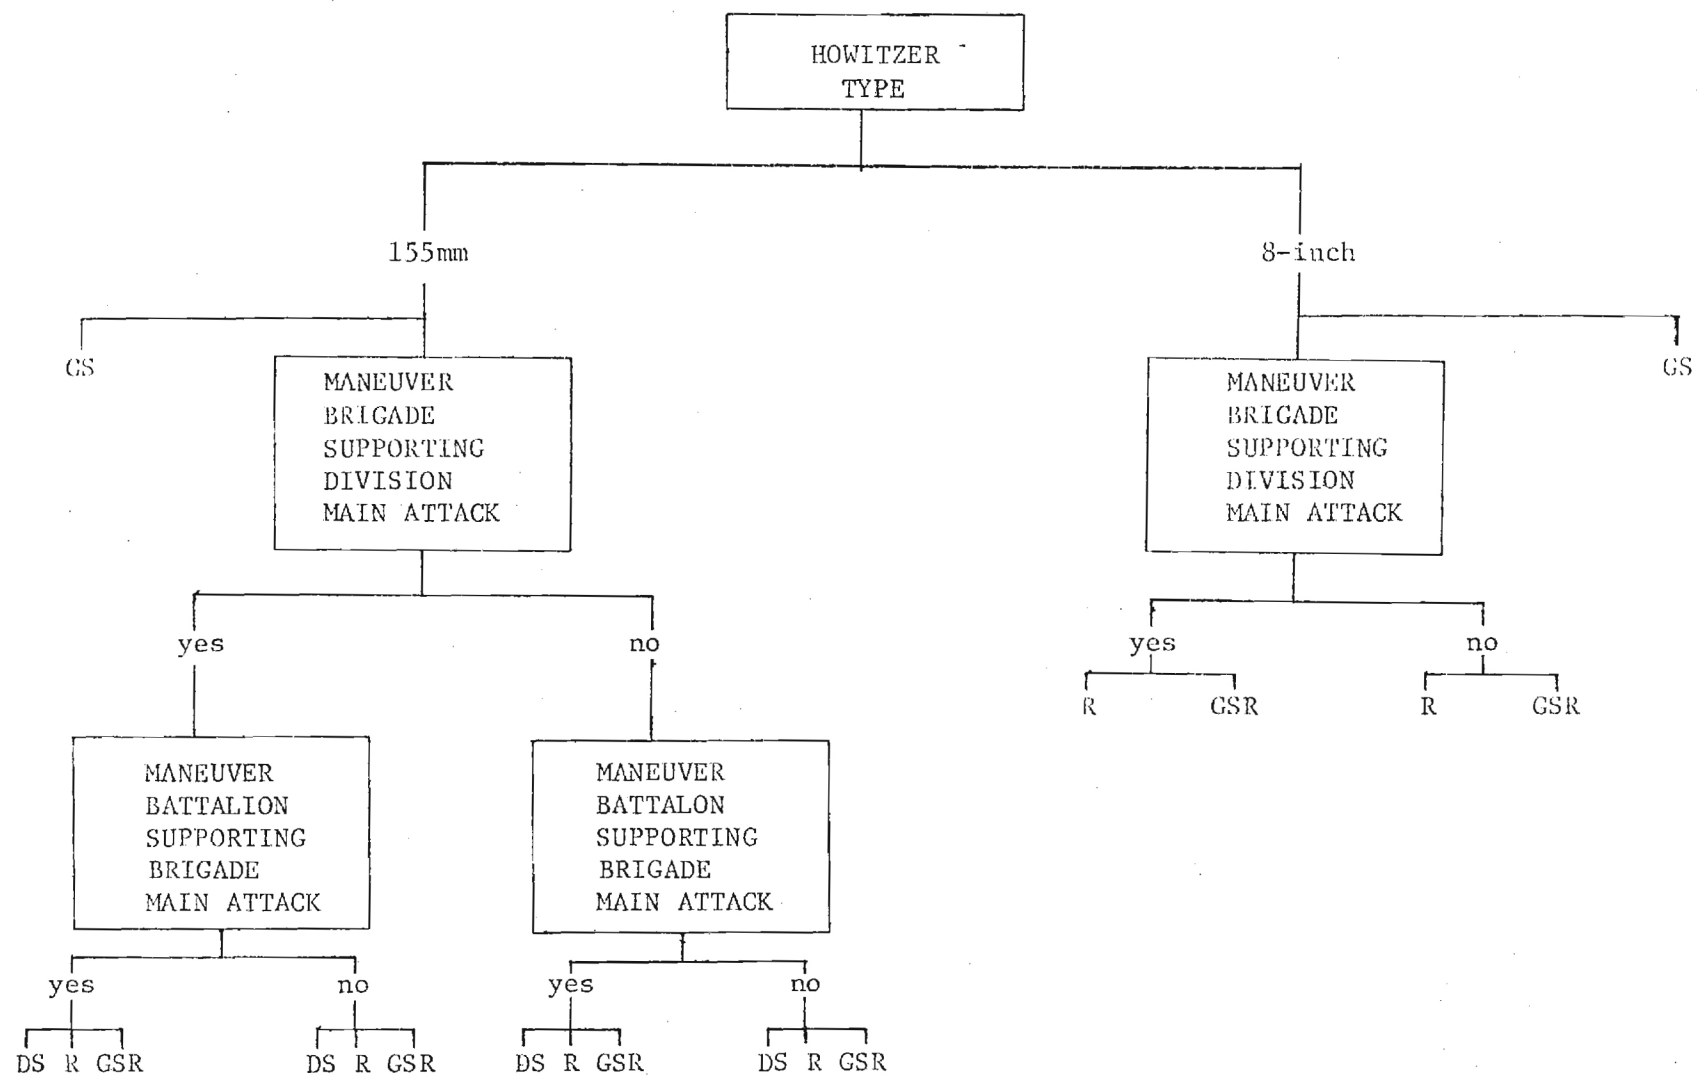 HOWITZER
TYPE
155mm
8-inch
GS
GS
MANEUVER
BRIGADE
SUPPORTING
DIVISION
MAIN ATTACK
MANEUVER
BRIGADE
SUPPORTING
DIVISION
MAIN ATTACK
yes
no
yes
no
R
GSR
R
GSR
MANEUVER
BATTALION
SUPPORTING
BRIGADE
MAIN ATTACK
MANEUVER
BATTALON
SUPPORTING
BRIGADE
MAIN ATTACK
yes
no
yes
no
DS R GSR
DS R GSR
DS R GSR
DS R GSR